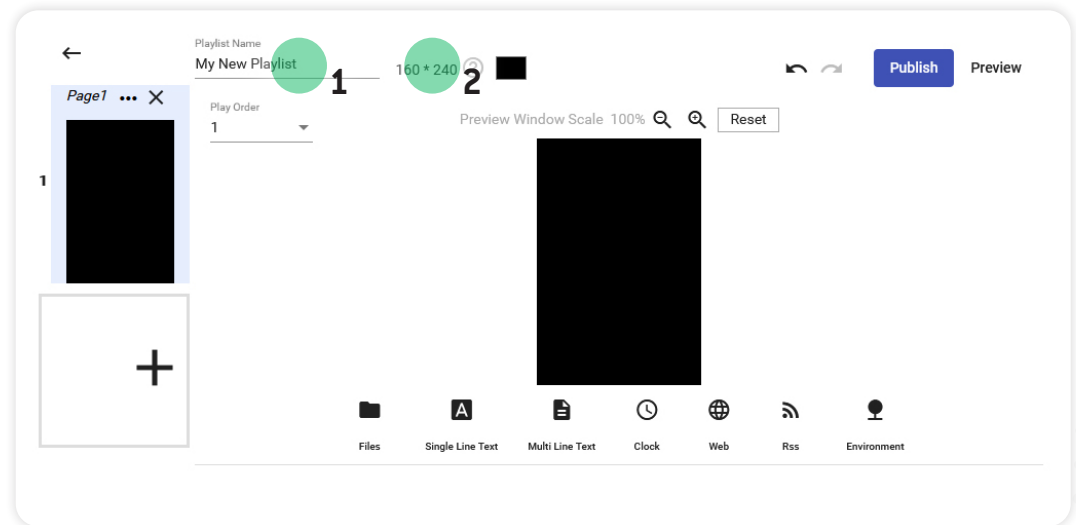 Playlist Name
My New Playlist
1
160 * 240
2
Publish
Preview
Page1
Play Order
1
Preview Window Scale 100%
Reset
1
Files
Single Line Text
Multi Line Text
Clock
Web
Rss
Environment